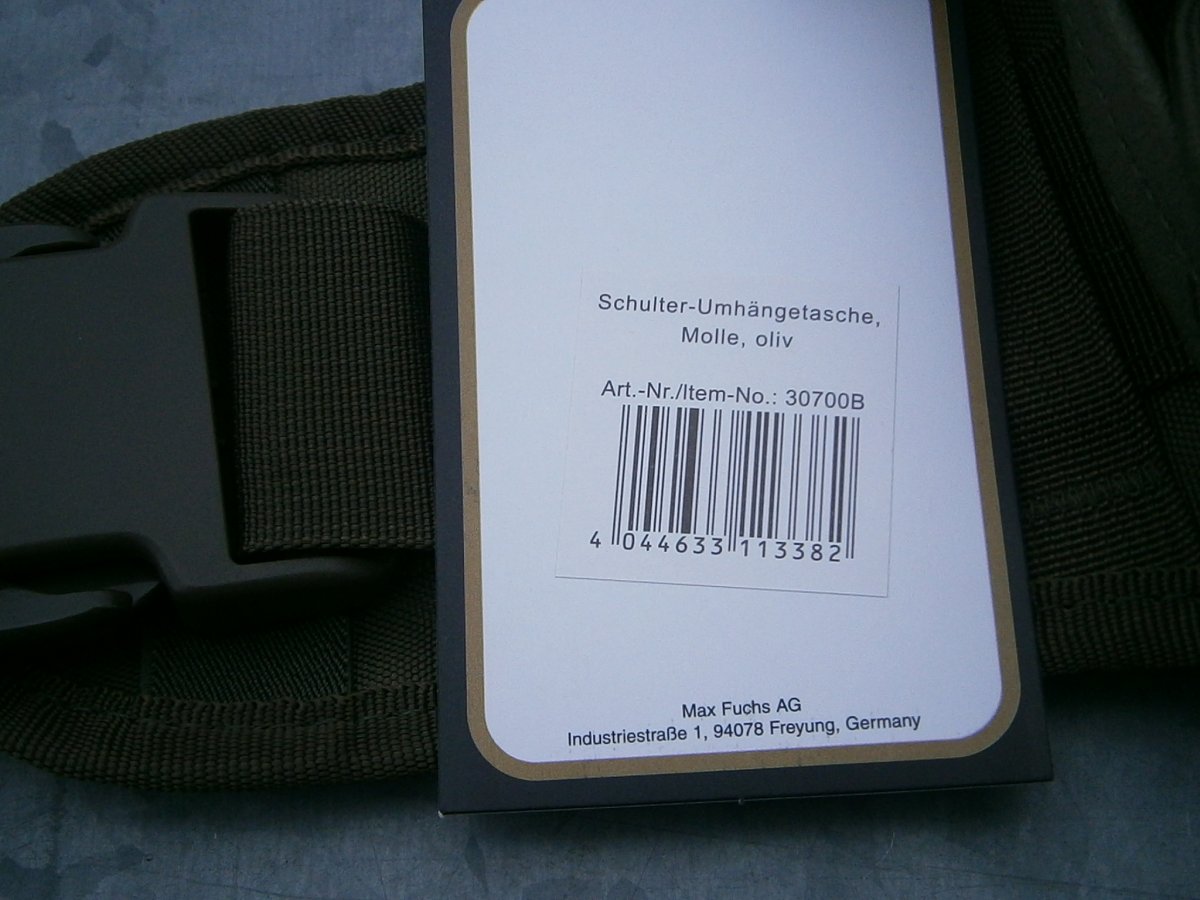 Schulter-Umhängetasche,
Molle, oliv
Art.-Nr./Item-No.: 30700B
4 044633 113382
Max Fuchs AG
Industriestraße 1, 94078 Freyung, Germany